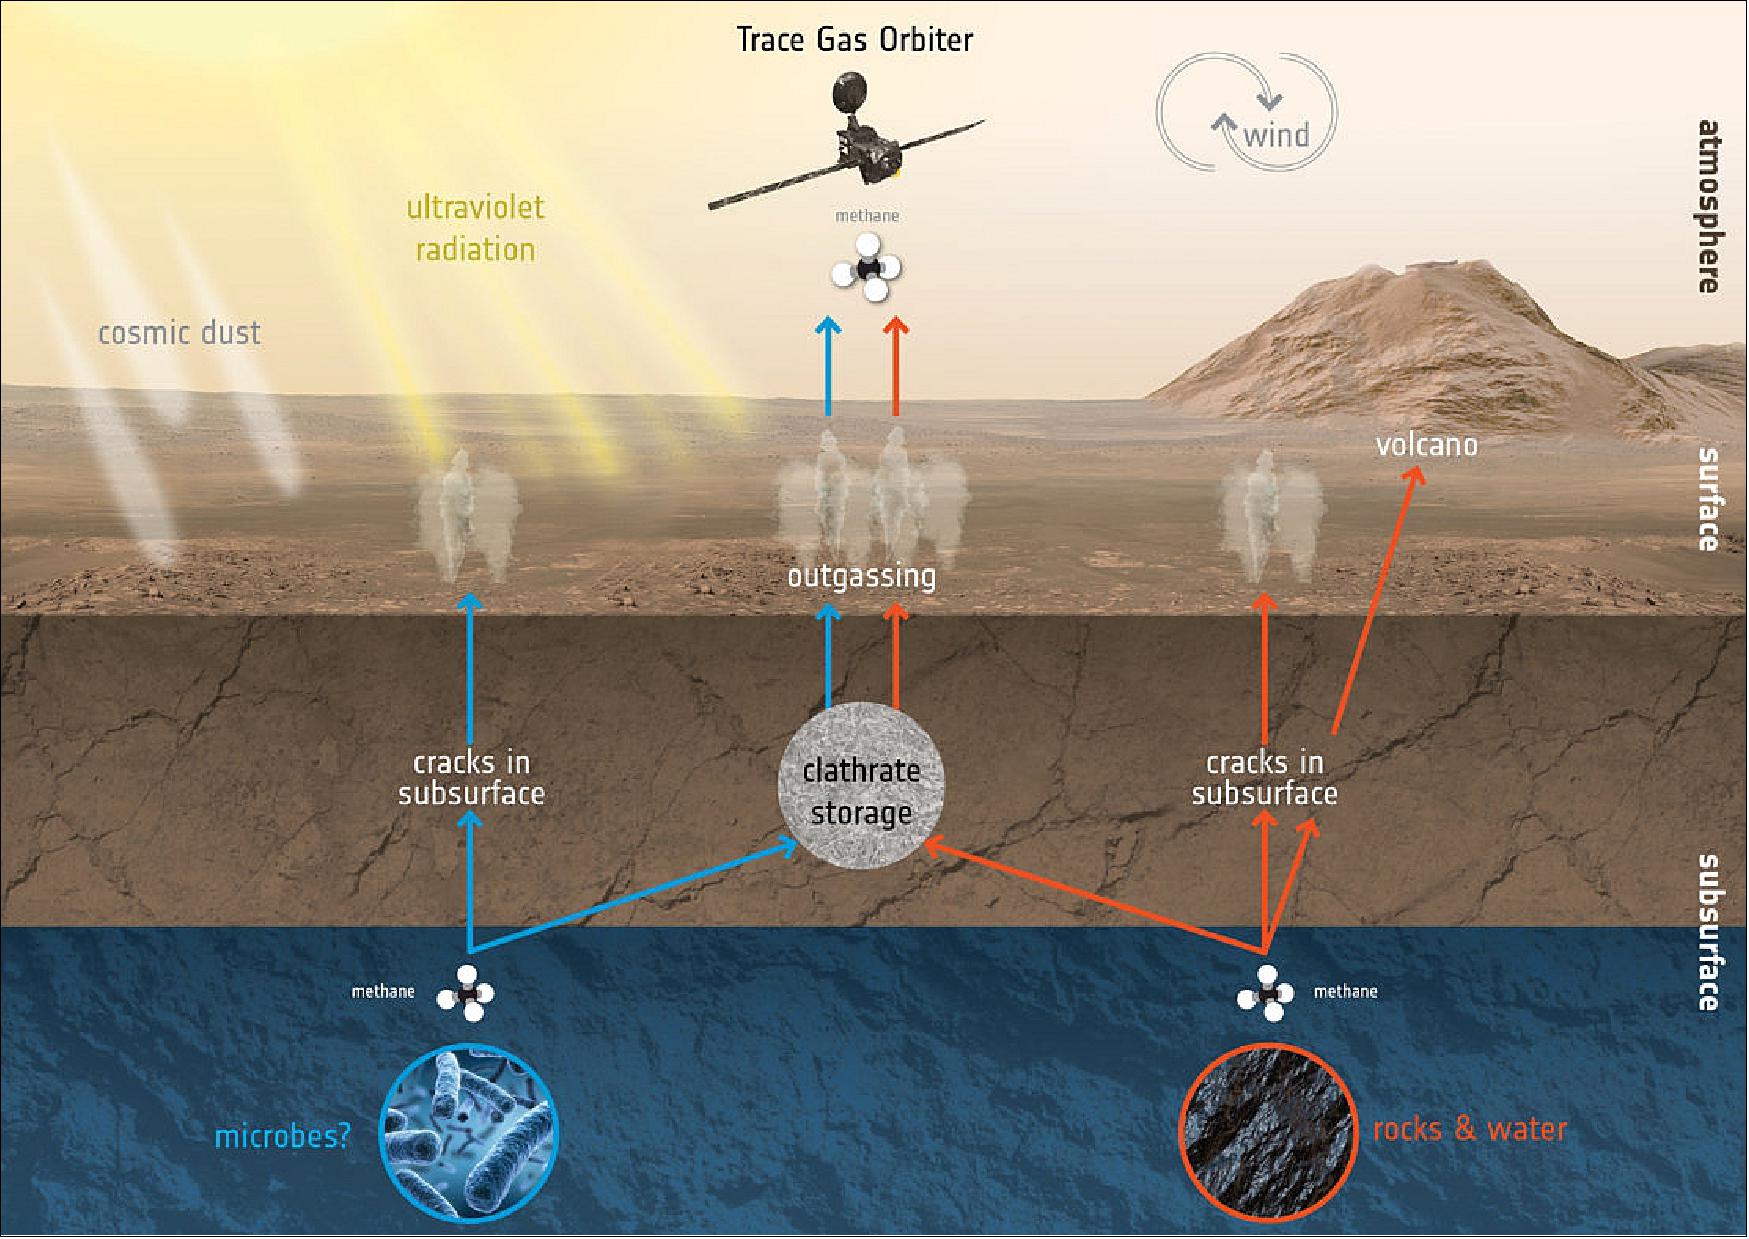 Trace Gas Orbiter
wind
atmosphere
ultraviolet
radiation
methane
cosmic dust
volcano
surface
outgassing
cracks in
subsurface
clathrate
storage
cracks in
subsurface
subsurface
methane
methane
microbes?
rocks & water